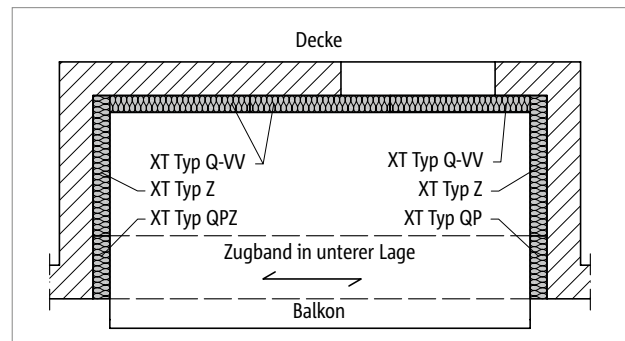 Decke
XT Typ Q-VV
XT Typ Q-VV
XT Typ Z
XT Typ Z
XT Typ QPZ
XT Typ QP
Zugband in unterer Lage
Balkon